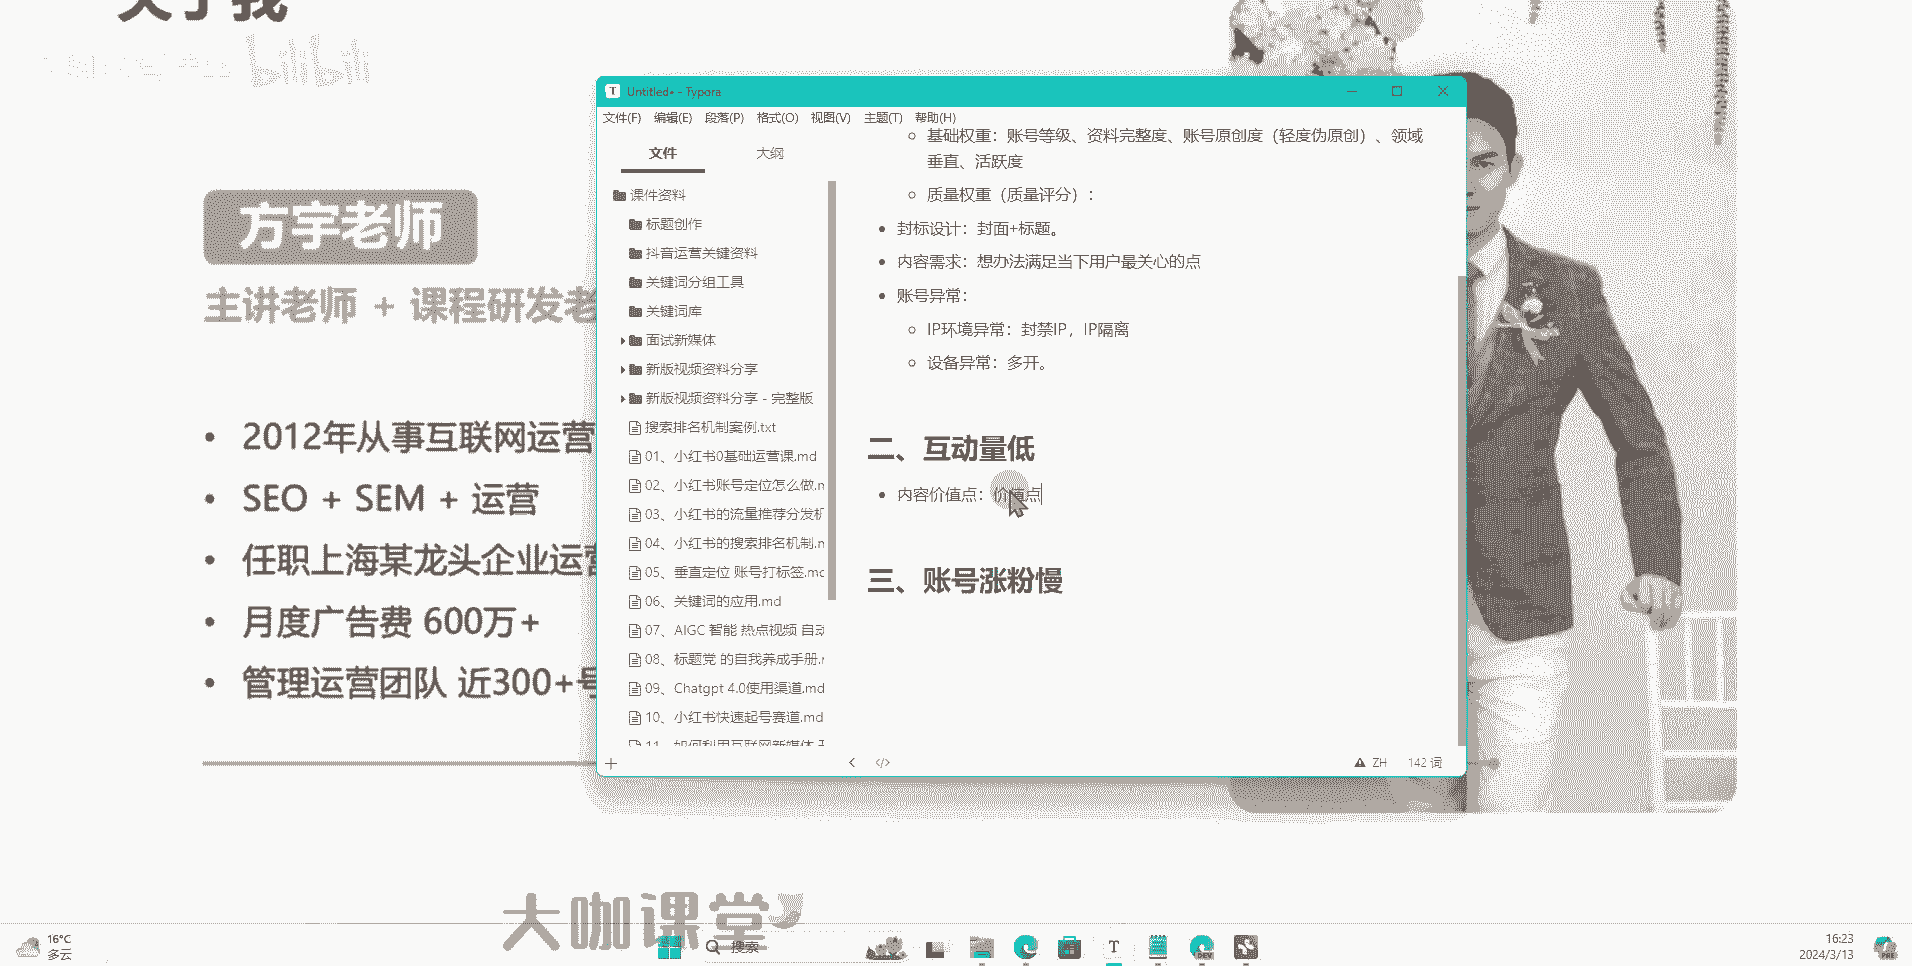 关于我
bilibili
方宇老师
主讲老师 + 课程研发老
• 2012年从事互联网运营
• SEO + SEM + 运营
• 任职上海某龙头企业运营
• 月度广告费 600万+
• 管理运营团队 近300+号
大咖课堂
Untitled• - Typora
文件(F) 编辑(E) 段落(P) 格式(O) 视图(V) 主题(T) 帮助(H)
文件 大纲
课件资料
标题创作
抖音运营关键资料
关键词分组工具
关键词库
面试新媒体
新版视频资料分享
新版视频资料分享 - 完整版
搜索排名机制案例.txt
01、小红书0基础运营课.md
02、小红书账号定位怎么做.m
03、小红书的流量推荐分发机
04、小红书的搜索排名机制.m
05、垂直定位 账号打标签.md
06、关键词的应用.md
07、AIGC 智能 热点视频 自动
08、标题党 的自我养成手册.m
09、Chatgpt 4.0使用渠道.md
10、小红书快速起号赛道.md
11、如何利用互联网新媒体
基础权重：账号等级、资料完整度、账号原创度（轻度伪原创）、领域
垂直、活跃度
质量权重（质量评分）：
封标设计：封面+标题。
内容需求：想办法满足当下用户最关心的点
账号异常：
IP环境异常：封禁IP，IP隔离
设备异常：多开。
二、互动量低
内容价值点：价值点
三、账号涨粉慢
ZH 142 词
16°C
多云
搜索
16:23
2024/3/13